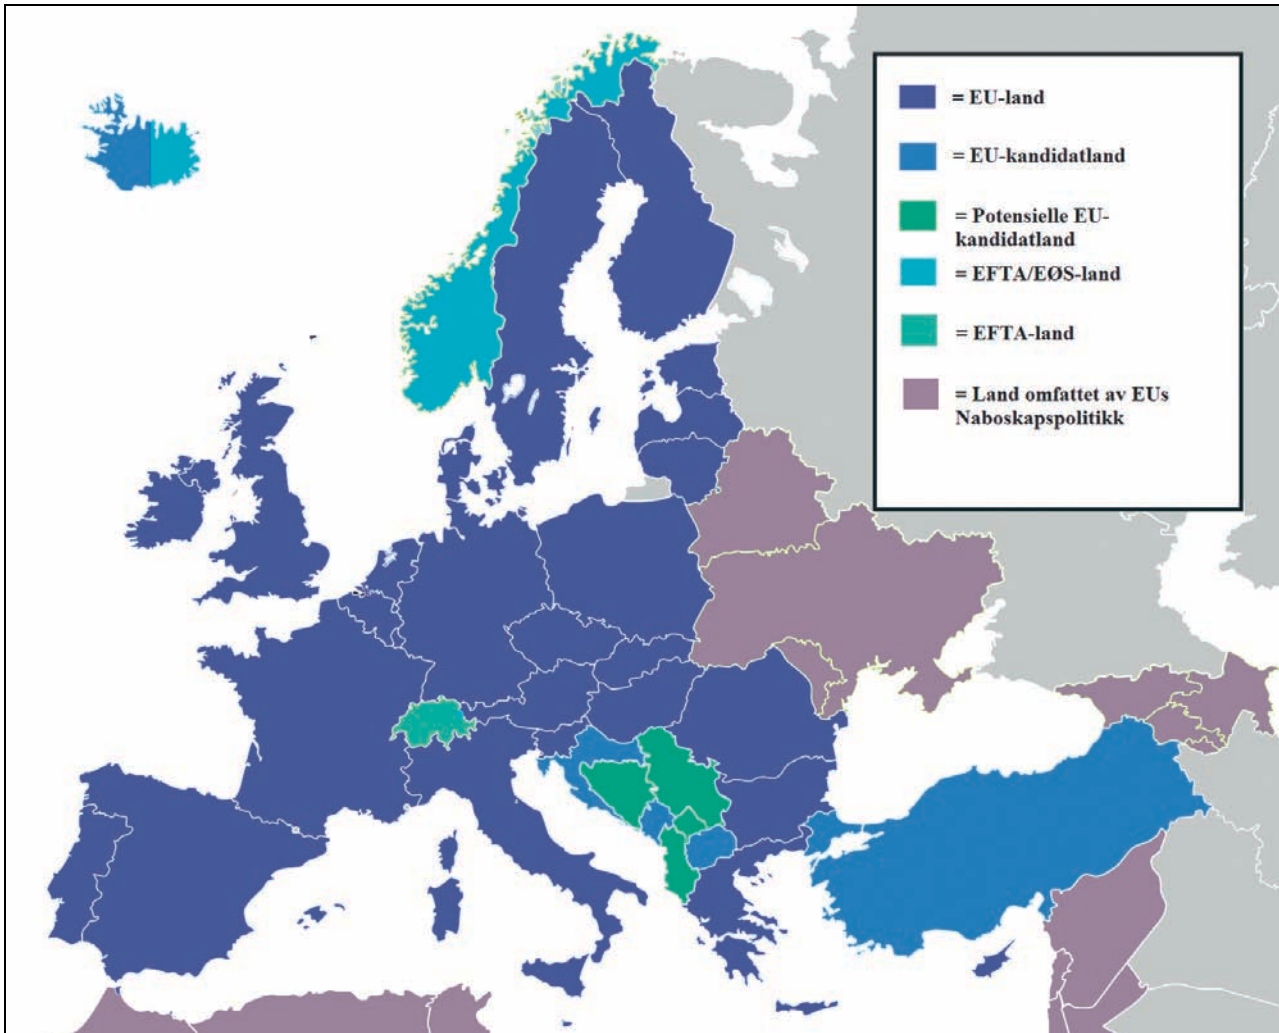 = EU-land
= EU-kandidatland
= Potensielle EU-
kandidatland
= EFTA/EØS-land
= EFTA-land
= Land omfattet av EUs
Naboskapspolitikk